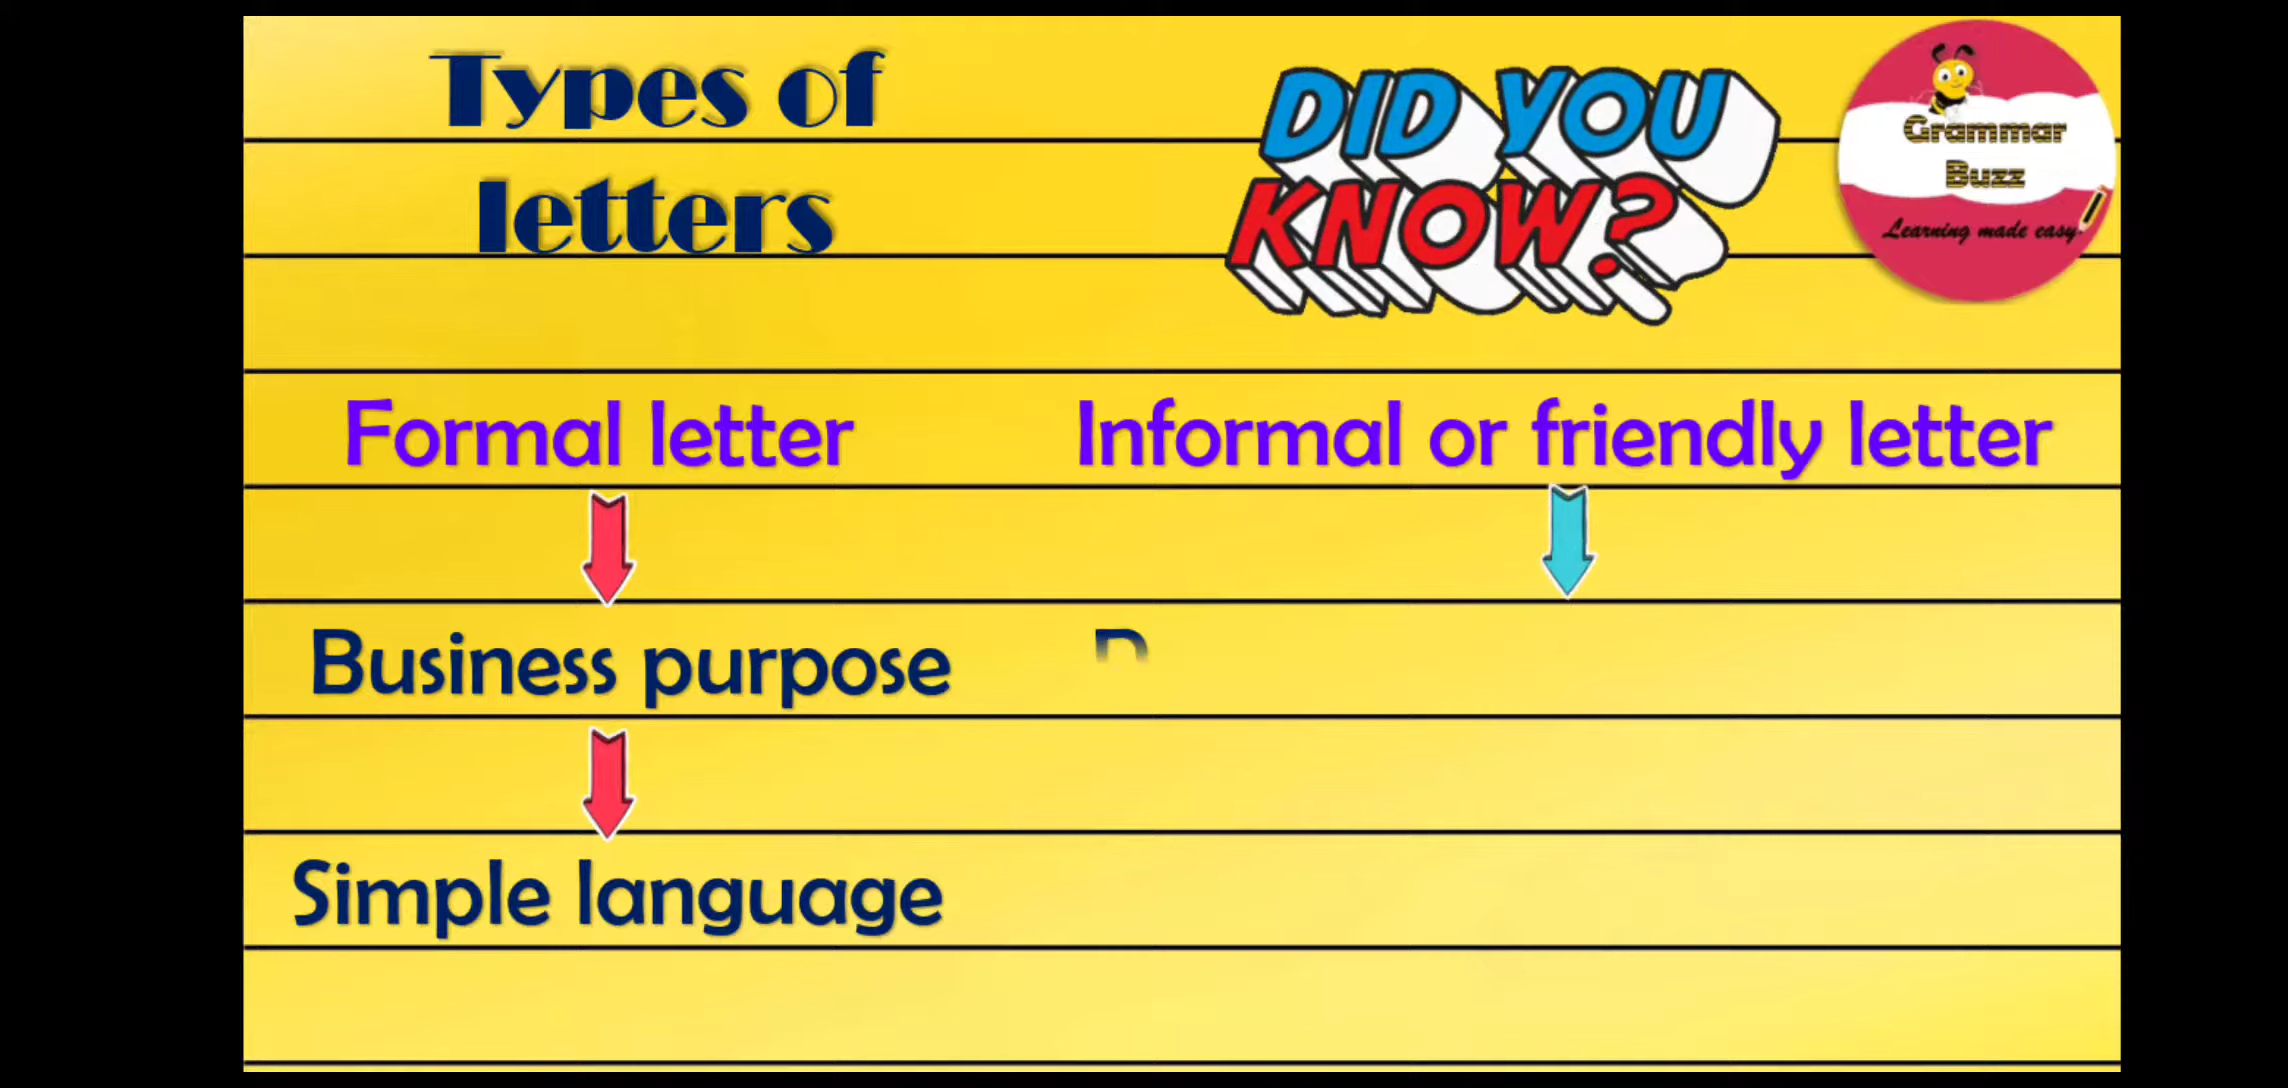 Types of
letters
DID YOU
KNOW?
Grammar
Buzz
Learning made easy
Formal letter
Informal or friendly letter
Business purpose
Simple language